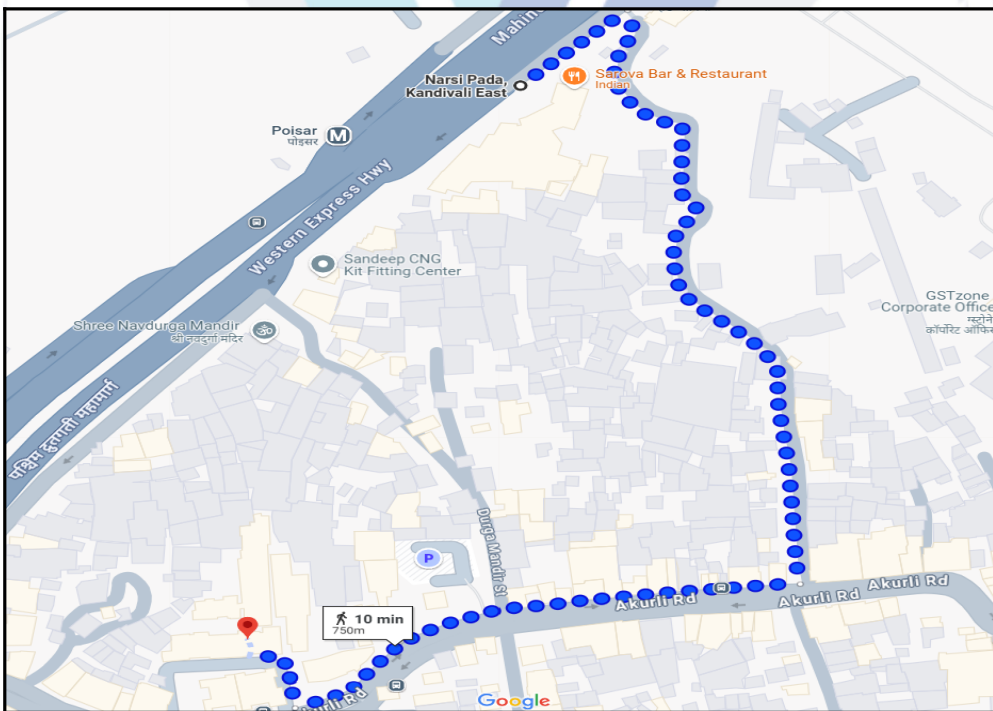 Mahind
Narsi Pada,
Kandivali East
Sarova Bar & Restaurant
Indian
Poisar
पोइसर
M
Western Express Hwy
Sandeep CNG
Kit Fitting Center
GSTzone
Corporate Office
Shree Navdurga Mandir
श्री नवदुर्गा मंदिर
कॉर्पोरेट ऑफिस
पश्चिम द्रुतगती महामार्ग
Durga Mandir St
P
Akurli Rd
Akurli Rd
Akurli Rd
10 min
750m
Akurli Rd
Google